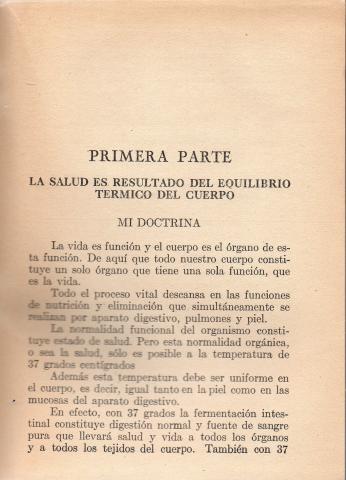 PRIMERA PARTE
LA SALUD ES RESULTADO DEL EQUILIBRIO
TERMICO DEL CUERPO
MI DOCTRINA
La vida es función y el cuerpo es el órgano de es-
ta función. De aquí que todo nuestro cuerpo consti-
tuye un solo órgano que tiene una sola función, que
es la vida.
Todo el proceso vital descansa en las funciones
de nutrición y eliminación que simultáneamente se
realizan por aparato digestivo, pulmones y piel.
La normalidad funcional del organismo consti-
tuye estado de salud. Pero esta normalidad orgánica,
o sea la salud, sólo es posible a la temperatura de
37 grados centígrados
Además esta temperatura debe ser uniforme en
el cuerpo, es decir, igual tanto en la piel como en las
mucosas del aparato digestivo.
En efecto, con 37 grados la fermentación intes-
tinal constituye digestión normal y fuente de sangre
pura que llevará salud y vida a todos los órganos
y a todos los tejidos del cuerpo. También con 37